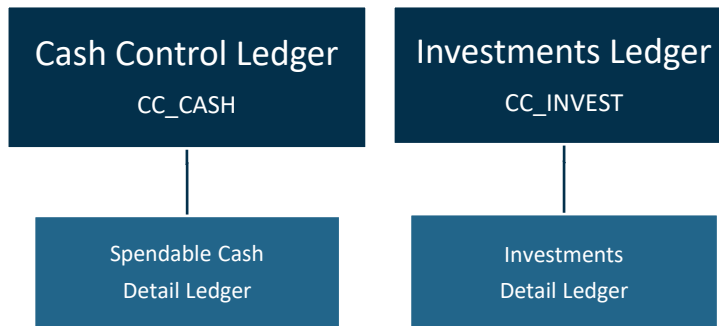 Cash Control Ledger
CC_CASH
Investments Ledger
CC_INVEST
Spendable Cash
Detail Ledger
Investments
Detail Ledger